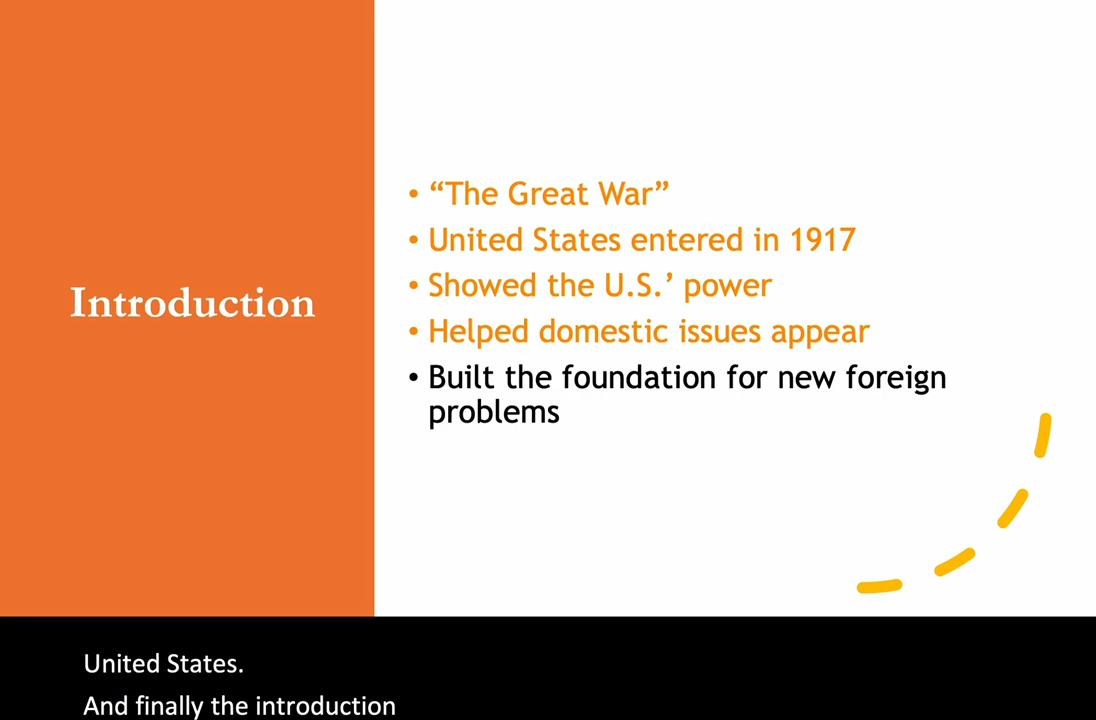 Introduction
• “The Great War”
• United States entered in 1917
• Showed the U.S.’ power
• Helped domestic issues appear
• Built the foundation for new foreign
problems
United States.
And finally the introduction